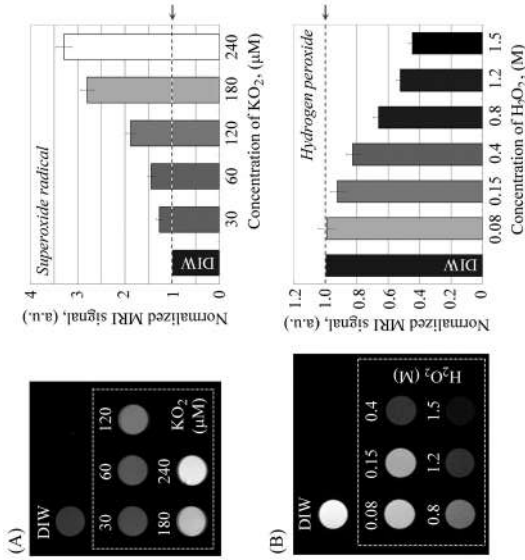 (A)
DIW
30 60 120
180 240 KO2
(µM)
Normalized MRI signal, (a.u.)
4
3
2
1
0
Superoxide radical
DIW
30 60 120 180 240
Concentration of KO2, (µM)
(B)
DIW
0.08 0.15 0.4
0.8 1.2 1.5
H2O2 (M)
Normalized MRI signal, (a.u.)
1.2
1.0
0.8
0.6
0.4
0.2
0
Hydrogen peroxide
DIW
0.08 0.15 0.4 0.8 1.2 1.5
Concentration of H2O2, (M)